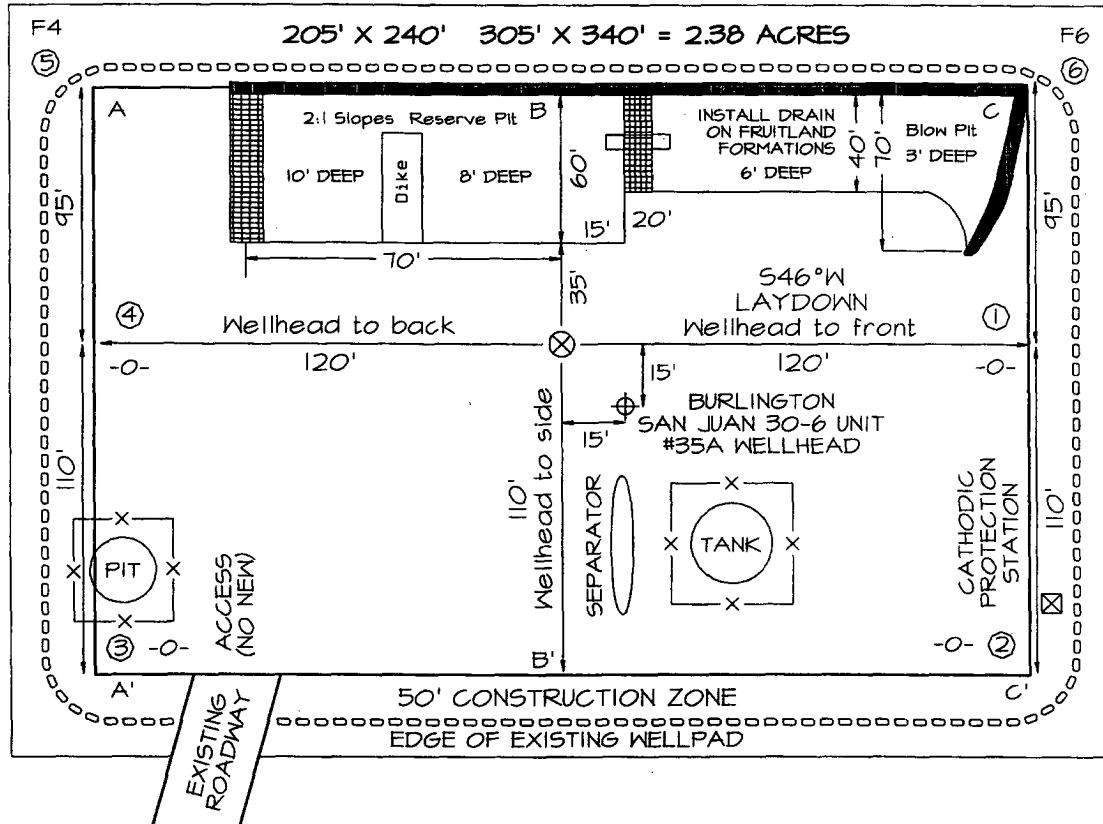 F4
205' X 240' 305' X 340' = 2.38 ACRES
F6
5
6
A
2:1 Slopes Reserve Pit
B
INSTALL DRAIN
ON FRUITLAND
FORMATIONS
6' DEEP
C
Blow Pit
3' DEEP
10' DEEP
Dike
8' DEEP
60'
40'
70'
95'
95'
15'
20'
70'
35'
S46°W
LAYDOWN
4
Wellhead to back
Wellhead to front
1
-0-
120'
120'
-0-
15'
15'
BURLINGTON
SAN JUAN 30-6 UNIT
#35A WELLHEAD
110'
110'
Wellhead to side
SEPARATOR
TANK
CATHODIC
PROTECTION
STATION
110'
PIT
ACCESS
(NO NEW)
3 -0-
-0- 2
A'
B'
C'
50' CONSTRUCTION ZONE
EDGE OF EXISTING WELLPAD
EXISTING
ROADWAY